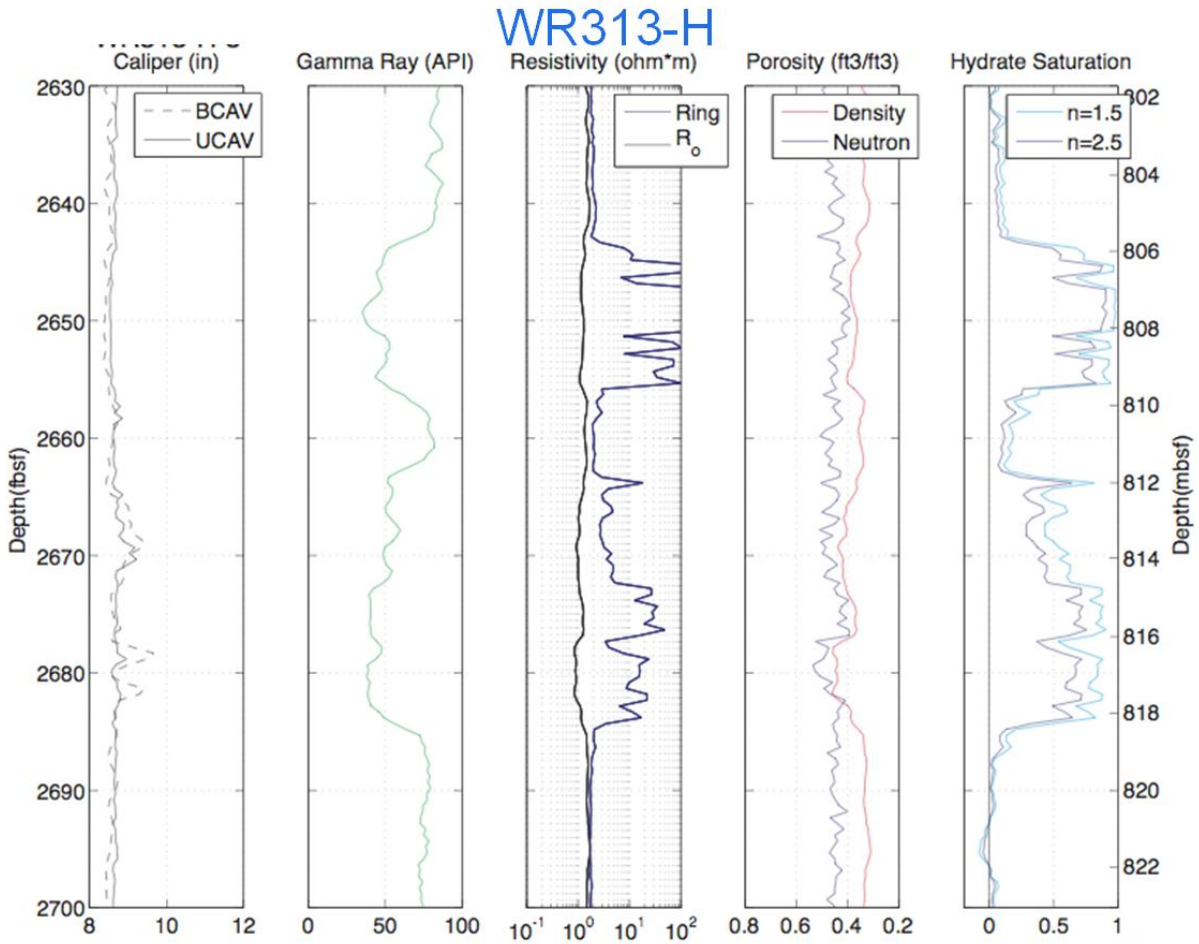 WR313-H
Caliper (in)
Gamma Ray (API)
Resistivity (ohm*m)
Porosity (ft3/ft3)
Hydrate Saturation
BCAV
UCAV
Ring
Ro
Density
Neutron
n=1.5
n=2.5
Depth(fbsf)
2630
2640
2650
2660
2670
2680
2690
2700
8 10 12
0 50 100
10-1 100 101 102
0.8 0.6 0.4 0.2
0 0.5 1
804
806
808
810
812
814
816
818
820
822
Depth(mbsf)